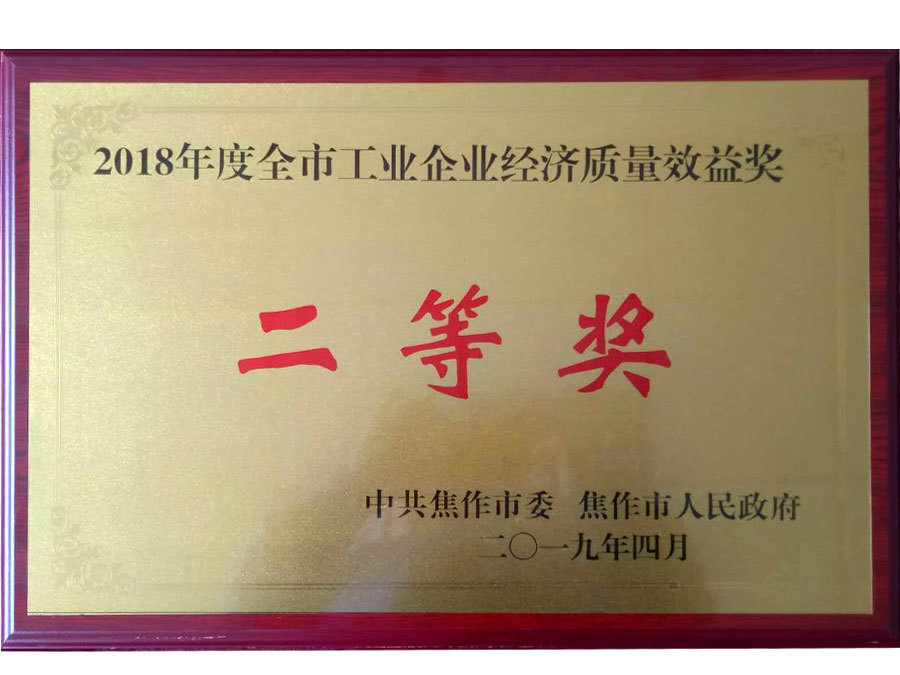 2018年度全市工业企业经济质量效益奖
二等奖
中共焦作市委 焦作市人民政府
二〇一九年四月